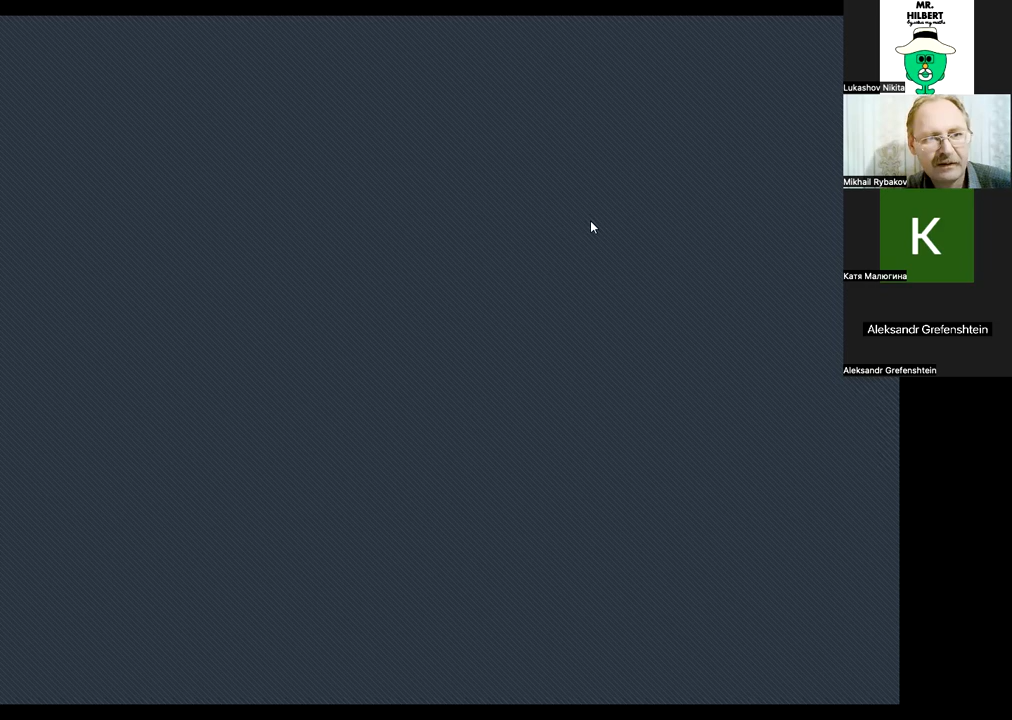 MR.
HILBERT
Lukashov Nikita
Mikhail Rybakov
K
Катя Малюгина
Aleksandr Grefenshtein
Aleksandr Grefenshtein